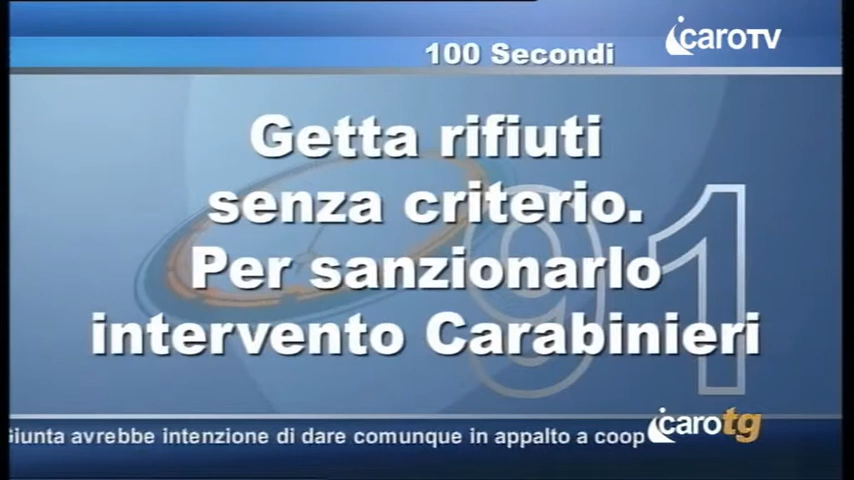 100 Secondi
icaroTV
Getta rifiuti
senza criterio.
Per sanzionarlo
intervento Carabinieri
91
Giunta avrebbe intenzione di dare comunque in appalto a coop
icarotg